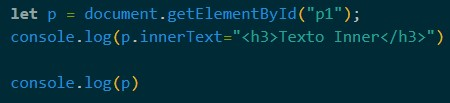 let p = document.getElementById("p1");
console.log(p.innerText="<h3>Texto Inner</h3>")
console.log(p)